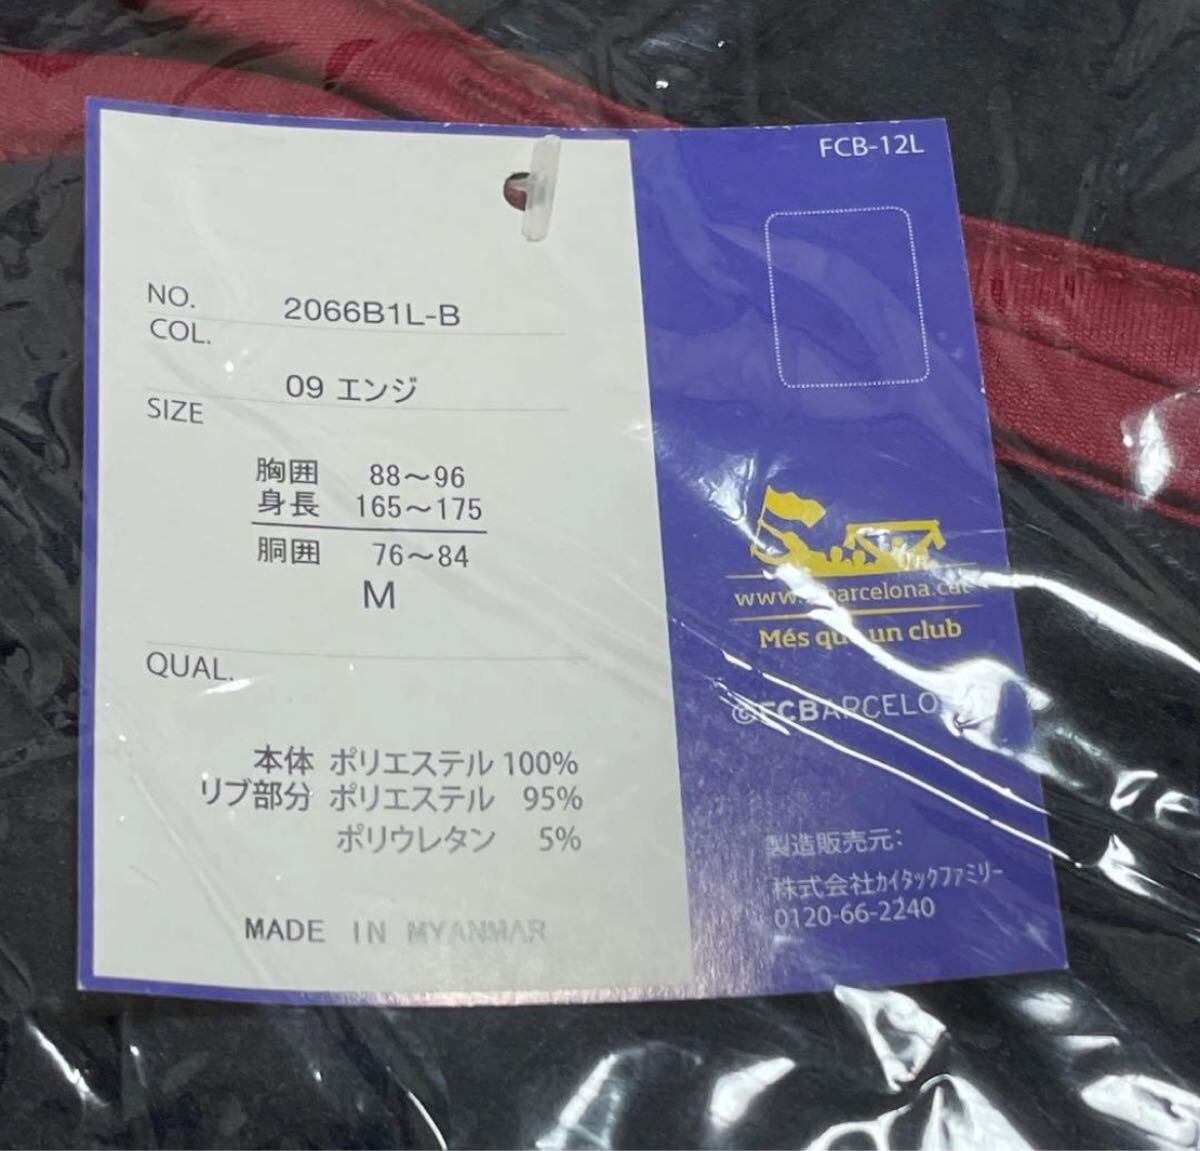 FCB-12L
NO. 2066B1L-B
COL.
09 エンジ
SIZE
胸囲 88～96
身長 165～175
胴囲 76～84
M
QUAL.
本体 ポリエステル 100%
リブ部分 ポリエステル 95%
ポリウレタン 5%
MADE IN MYANMAR
Més que un club
製造販売元:
株式会社カイタックファミリー
0120-66-2240